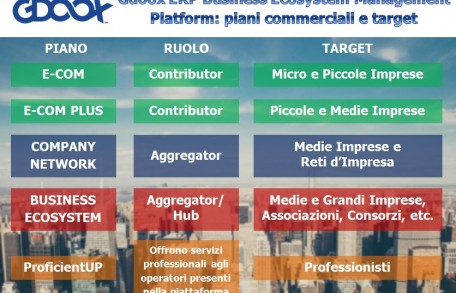 Gdoox
Gdoox ERP Business Ecosystem Management
Platform: piani commerciali e target
PIANO RUOLO TARGET
E-COM Contributor Micro e Piccole Imprese
E-COM PLUS Contributor Piccole e Medie Imprese
COMPANY
NETWORK
Aggregator
Medie Imprese e
Reti d'Impresa
BUSINESS
ECOSYSTEM
Aggregator/
Hub
Medie e Grandi Imprese,
Associazioni, Consorzi, etc.
ProficientUP
Offrono servizi
professionali agli
operatori presenti
nella piattaforma
Professionisti